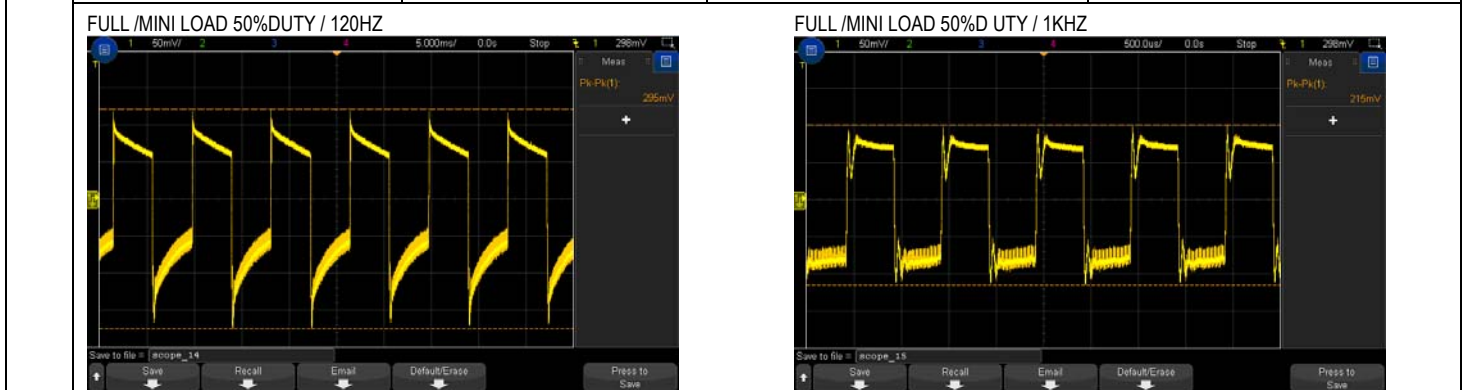 FULL /MINI LOAD 50%DUTY / 120HZ
1 50mV/ 2 3 4 5.000ms/ 0.0s Stop 1 298mV
T
Meas
Pk-Pk(1):
295mV
+
Save to file = scope_14
Save Recall Email Default/Erase Press to Save
FULL /MINI LOAD 50%D UTY / 1KHZ
1 50mV/ 2 3 4 500.0us/ 0.0s Stop 1 298mV
T
Meas
Pk-Pk(1):
215mV
+
Save to file = scope_15
Save Recall Email Default/Erase Press to Save